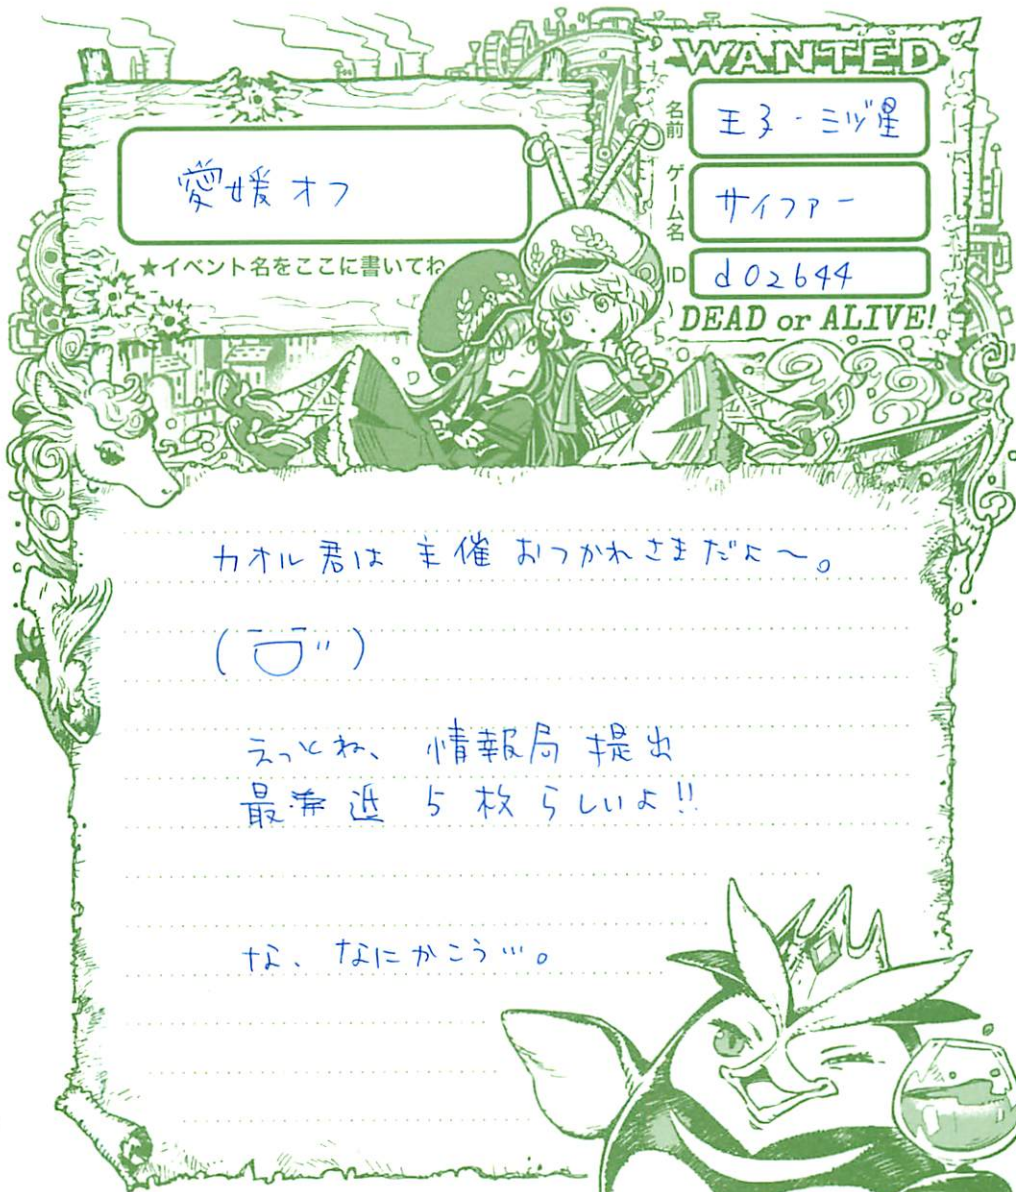 WANTED
名前
王子・ミツ星
ゲーム名
サイファー
ID
d02644
DEAD or ALIVE!
愛媛オフ
★イベント名をここに書いてね
カオル君は 主催 おつかれさまだよ〜。
えっとね、情報局 提出
最近 5枚らしいよ!!
な、なにかこう…。